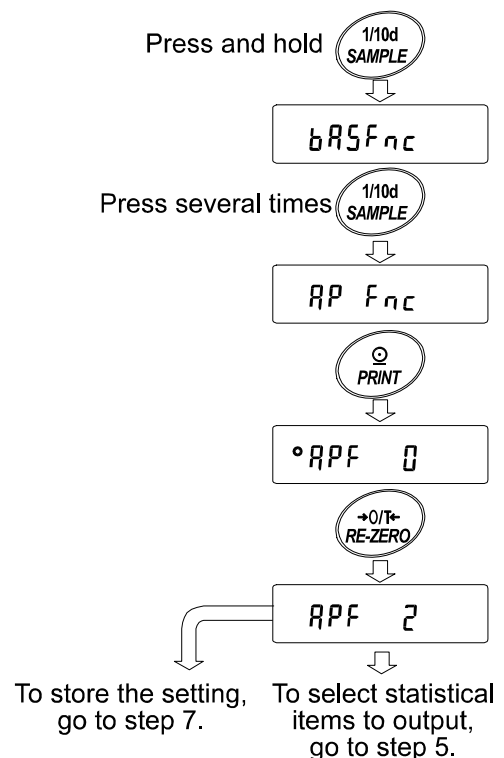 Press and hold
1/10d
SAMPLE
bASFnc
Press several times
1/10d
SAMPLE
AP Fnc
PRINT
APF 0
→0/T←
RE-ZERO
APF 2
To store the setting,
go to step 7.
To select statistical
items to output,
go to step 5.